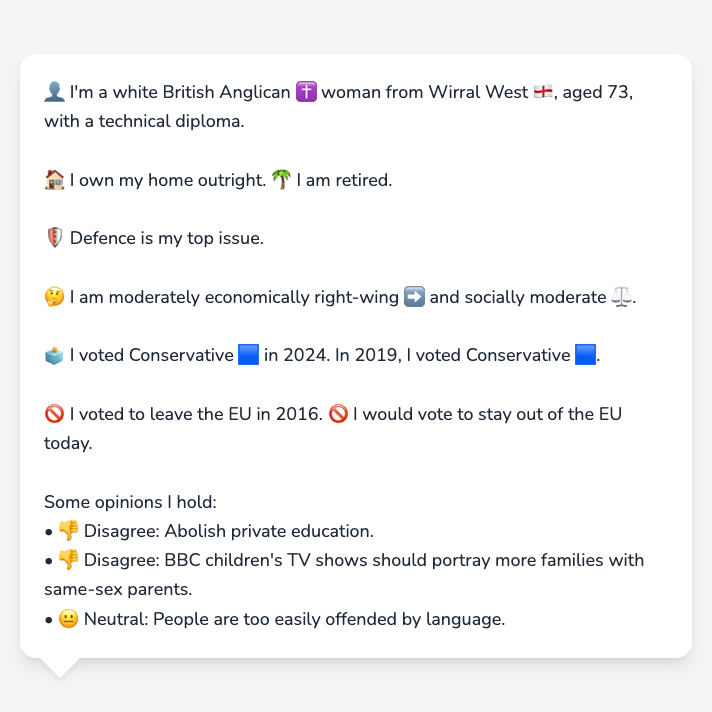 👤 I'm a white British Anglican ✝️ woman from Wirral West 🏴󠁧󠁢󠁥󠁮󠁧󠁿, aged 73,
with a technical diploma.
🏠 I own my home outright. 🌴 I am retired.
🛡️ Defence is my top issue.
🤔 I am moderately economically right-wing ➡️ and socially moderate ⚖️.
🗳️ I voted Conservative 🟦 in 2024. In 2019, I voted Conservative 🟦.
🚫 I voted to leave the EU in 2016. 🚫 I would vote to stay out of the EU
today.
Some opinions I hold:
• 👎 Disagree: Abolish private education.
• 👎 Disagree: BBC children's TV shows should portray more families with
same-sex parents.
• 😐 Neutral: People are too easily offended by language.